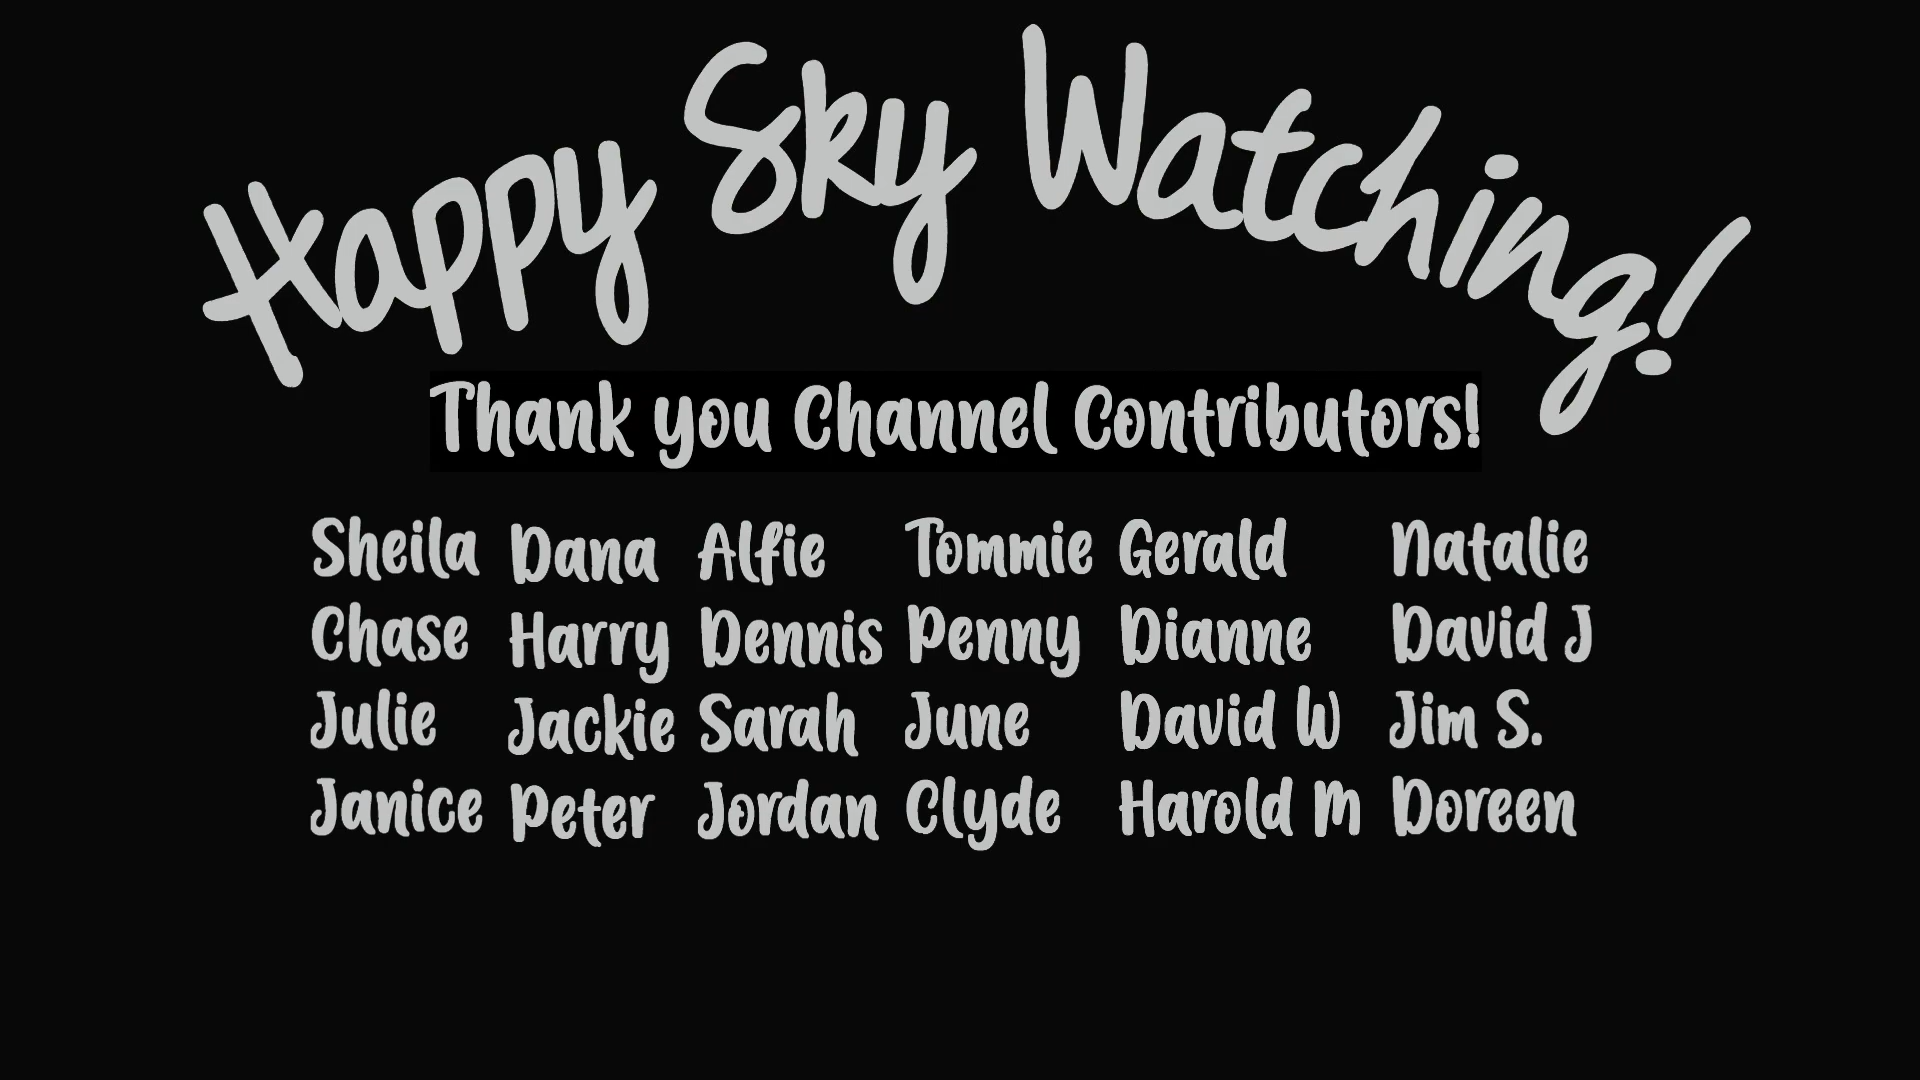 Happy Sky Watching!
Thank you Channel Contributors!
Sheila Dana Alfie Tommie Gerald Natalie
Chase Harry Dennis Penny Dianne David J
Julie Jackie Sarah June David W Jim S.
Janice Peter Jordan Clyde Harold M Doreen